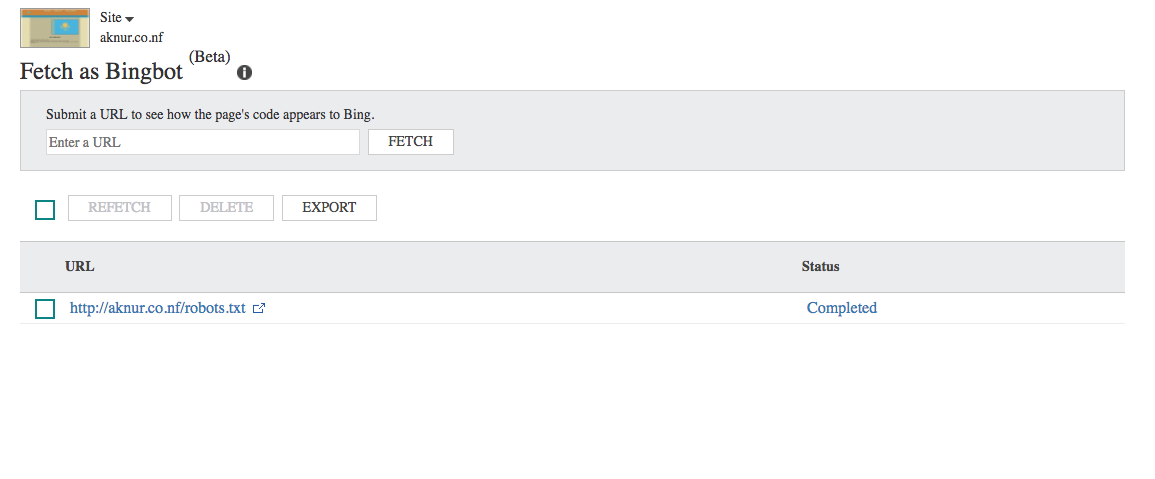 Site
aknur.co.nf
Fetch as Bingbot (Beta)
Submit a URL to see how the page's code appears to Bing.
Enter a URL FETCH
REFETCH DELETE EXPORT
URL Status
http://aknur.co.nf/robots.txt Completed